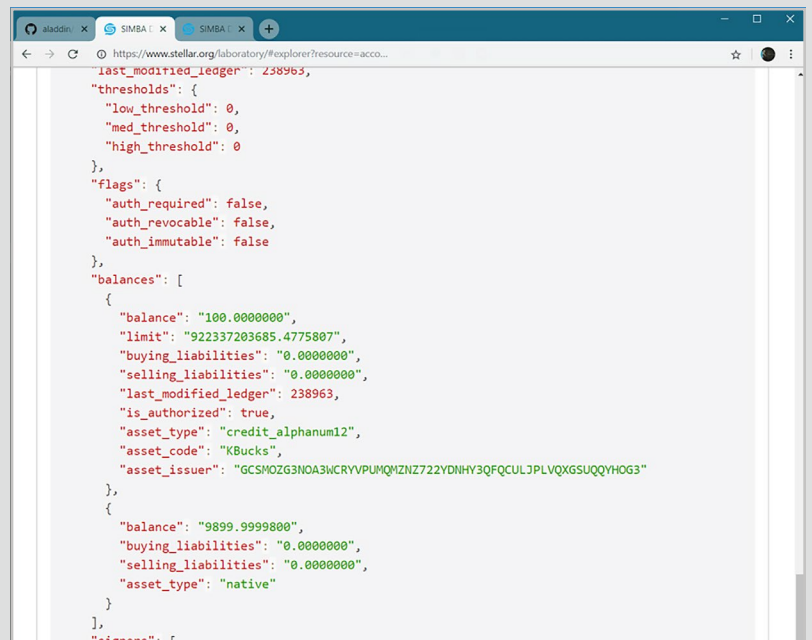 aladdin/
SIMBA D
SIMBA D
https://www.stellar.org/laboratory/#explorer?resource=acco...
"last_modified_ledger": 238963,
"thresholds": {
"low_threshold": 0,
"med_threshold": 0,
"high_threshold": 0
},
"flags": {
"auth_required": false,
"auth_revocable": false,
"auth_immutable": false
},
"balances": [
{
"balance": "100.0000000",
"limit": "922337203685.4775807",
"buying_liabilities": "0.0000000",
"selling_liabilities": "0.0000000",
"last_modified_ledger": 238963,
"is_authorized": true,
"asset_type": "credit_alphanum12",
"asset_code": "KBucks",
"asset_issuer": "GCSMOZG3NOA3WCRYVPUMQMZNZ722YDNHY3QFQCULJPLVQXGSUQQYHOG3"
},
{
"balance": "9899.9999800",
"buying_liabilities": "0.0000000",
"selling_liabilities": "0.0000000",
"asset_type": "native"
}
],